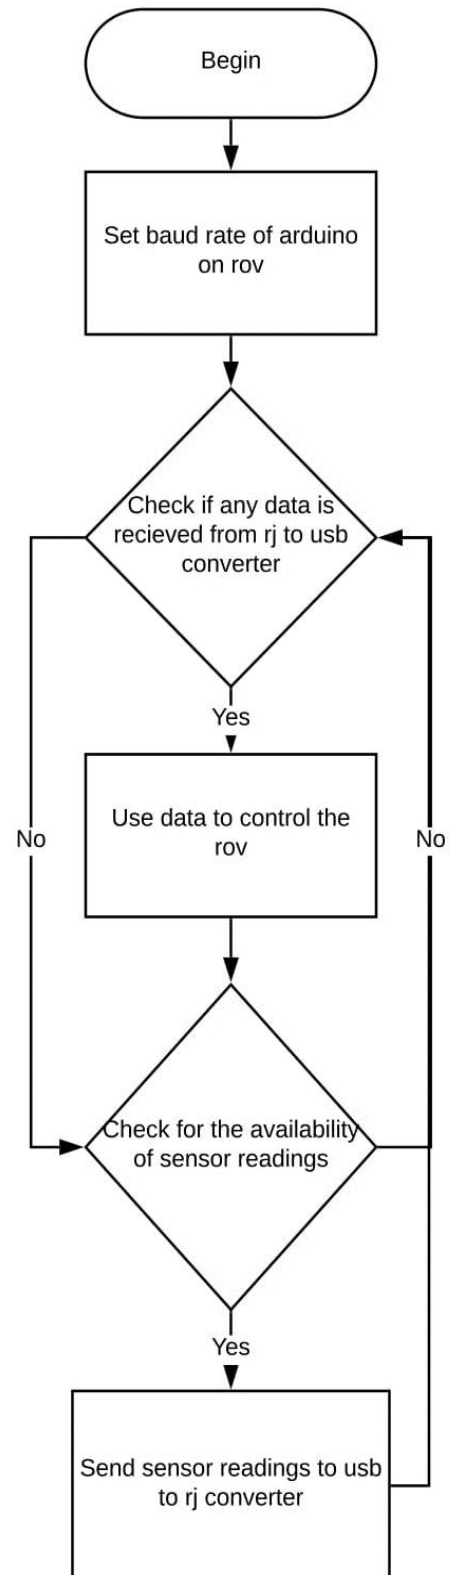 Begin
Set baud rate of arduino
on rov
Check if any data is
recieved from rj to usb
converter
Yes
Use data to control the
rov
No
No
Check for the availability
of sensor readings
Yes
Send sensor readings to usb
to rj converter